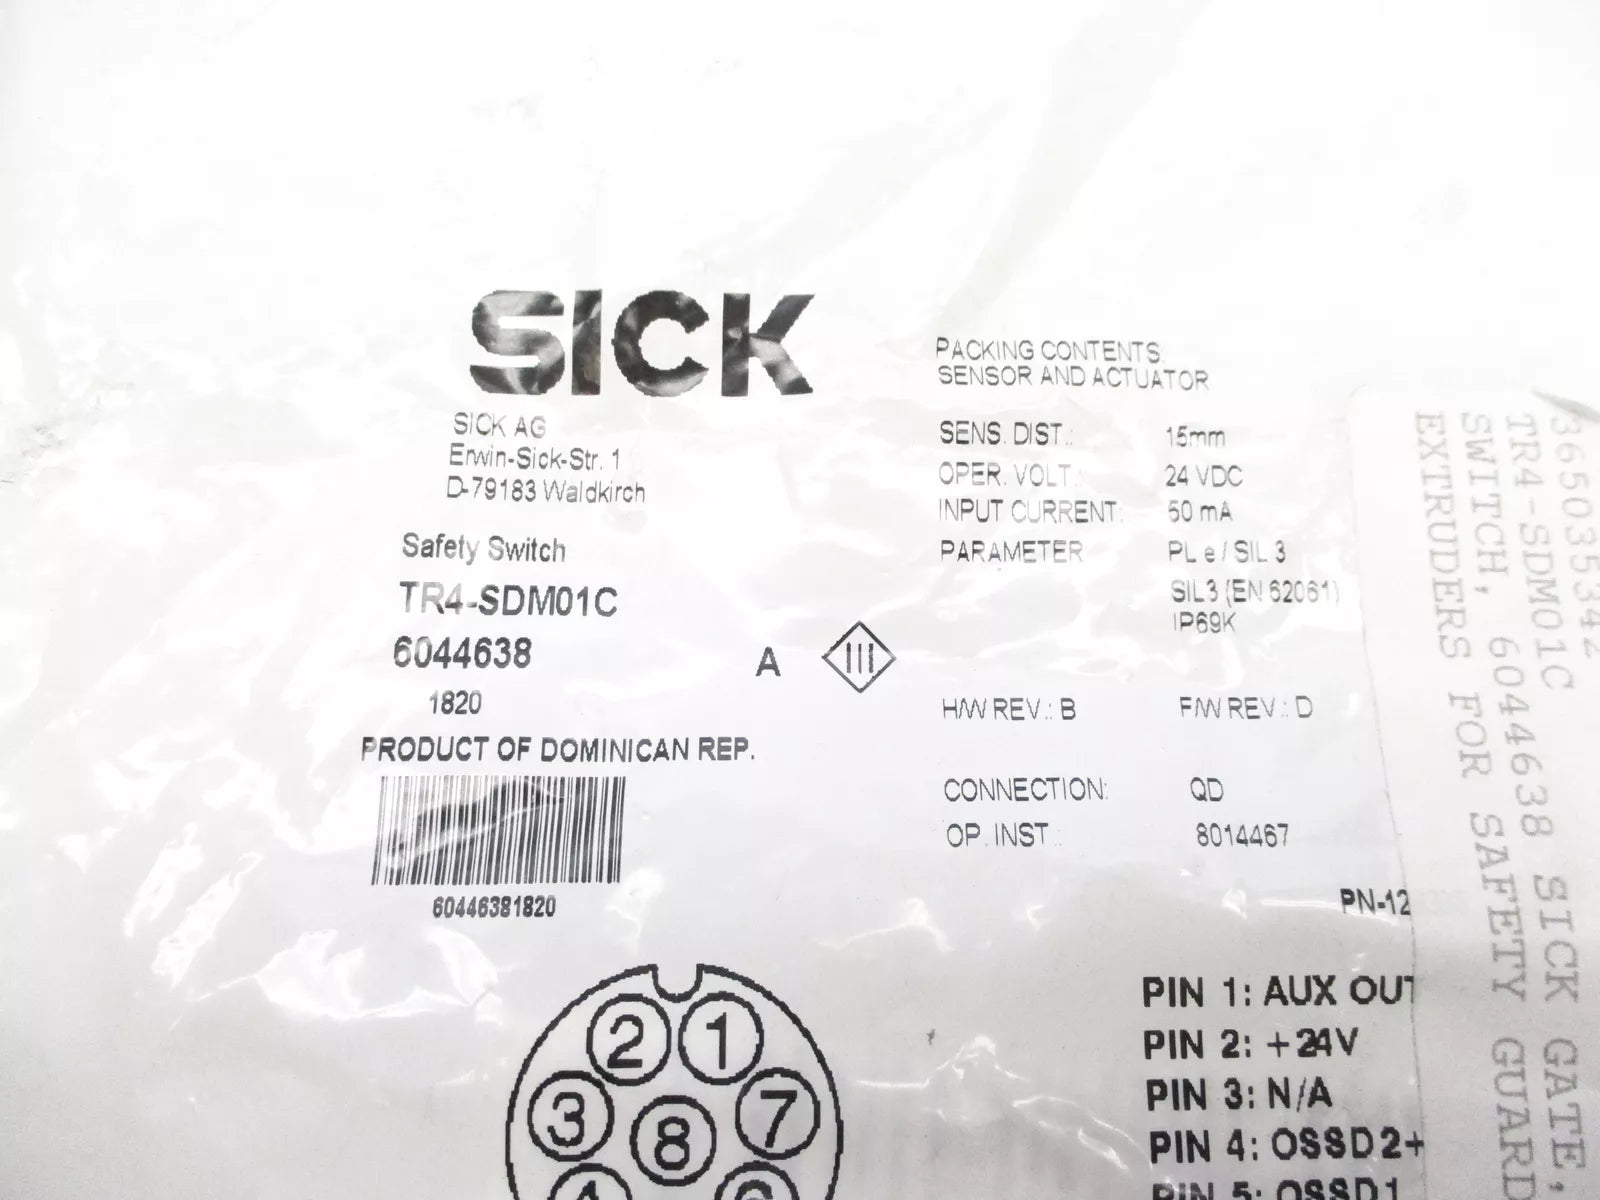 SICK
SICK AG
Erwin-Sick-Str. 1
D-79183 Waldkirch
Safety Switch
TR4-SDM01C
6044638
1820
A
III
PRODUCT OF DOMINICAN REP.
60446381820
PACKING CONTENTS:
SENSOR AND ACTUATOR
SENS. DIST.: 15mm
OPER. VOLT.: 24 VDC
INPUT CURRENT: 50 mA
PARAMETER PL e / SIL 3
SIL3 (EN 62061)
IP69K
H/W REV.: B F/W REV.: D
CONNECTION: QD
OP. INST.: 8014467
PN-12
PIN 1: AUX OUT
PIN 2: +24V
PIN 3: N/A
PIN 4: OSSD2+
PIN 5: OSSD1
2 1
3 8 7
365035342
TR4-SDM01C SICK GATE,
SWITCH, 6044638 SAFETY GUARD
EXTRUDERS FOR